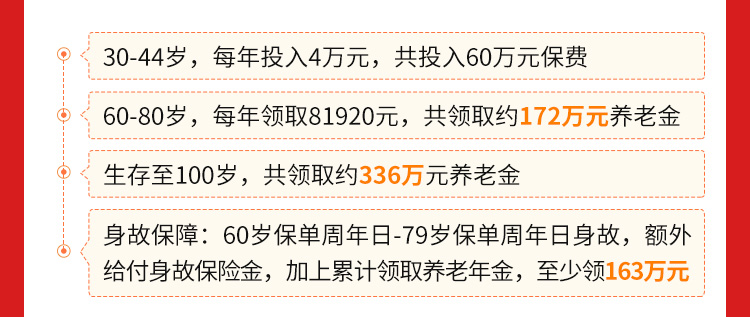 30-44岁，每年投入4万元，共投入60万元保费
60-80岁，每年领取81920元，共领取约172万元养老金
生存至100岁，共领取约336万元养老金
身故保障：60岁保单周年日-79岁保单周年日身故，额外
给付身故保险金，加上累计领取养老年金，至少领163万元